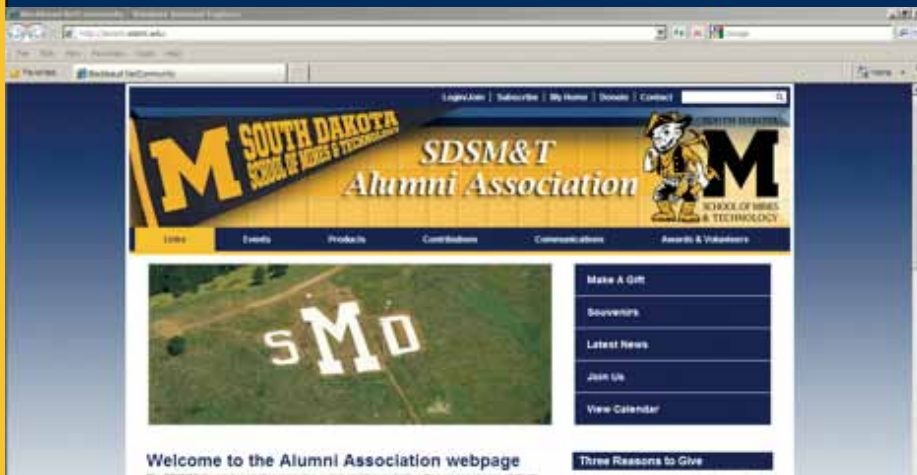 Login/Join | Subscribe | My Home | Donate | Contact
M SOUTH DAKOTA
SCHOOL OF MINES & TECHNOLOGY
SDSM&T
Alumni Association
SOUTH DAKOTA
M
SCHOOL OF MINES
& TECHNOLOGY
Links Events Products Contributions Communications Awards & Volunteers
SMD
Make A Gift
Souvenirs
Latest News
Join Us
View Calendar
Welcome to the Alumni Association webpage
Three Reasons to Give